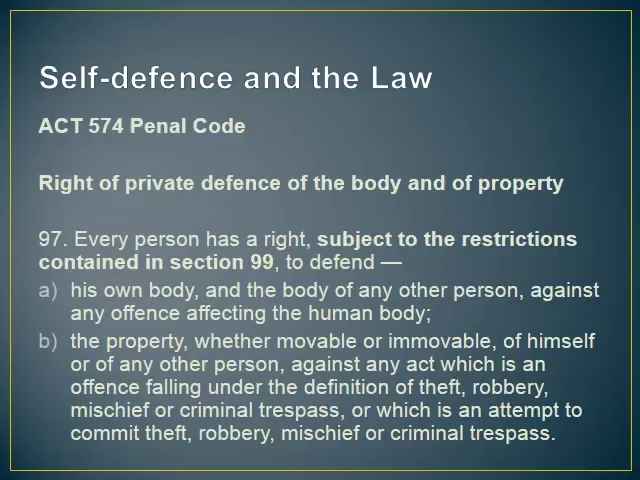 Self-defence and the Law
ACT 574 Penal Code
Right of private defence of the body and of property
97. Every person has a right, subject to the restrictions
contained in section 99, to defend —
a) his own body, and the body of any other person, against
any offence affecting the human body;
b) the property, whether movable or immovable, of himself
or of any other person, against any act which is an
offence falling under the definition of theft, robbery,
mischief or criminal trespass, or which is an attempt to
commit theft, robbery, mischief or criminal trespass.